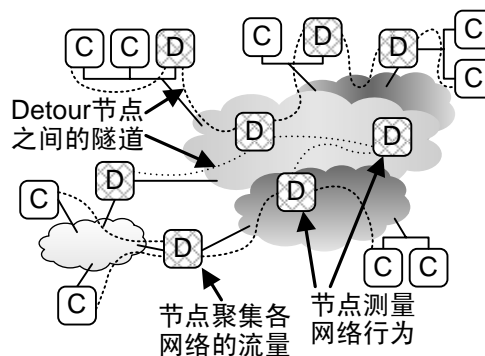 C C D
C D D C
C
Detour节点
之间的隧道
D D
D D
C
D
C C C
节点聚集各
网络的流量
节点测量
网络行为